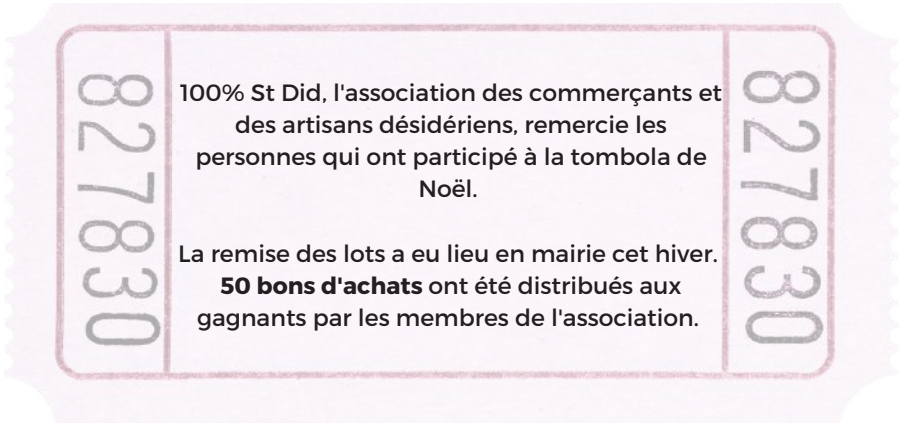 827830
100% St Did, l'association des commerçants et
des artisans désidériens, remercie les
personnes qui ont participé à la tombola de
Noël.
La remise des lots a eu lieu en mairie cet hiver.
50 bons d'achats ont été distribués aux
gagnants par les membres de l'association.
827830